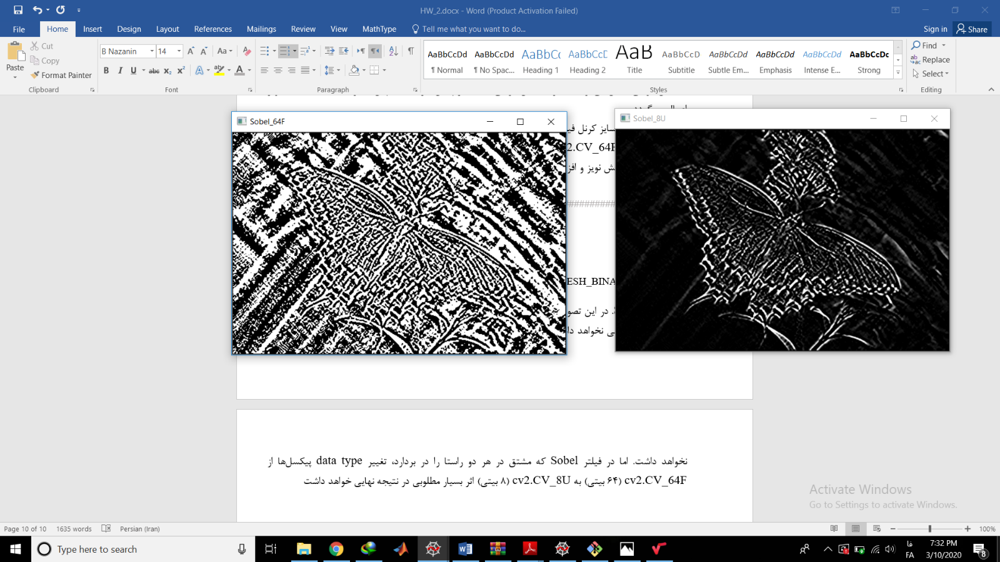 HW_2.docx - Word (Product Activation Failed)
File Home Insert Design Layout References Mailings Review View MathType Tell me what you want to do... Sign in Share
Paste
Cut
Copy
Format Painter
Clipboard
B Nazanin 14
Font
Paragraph
AaBbCcDd AaBbCcDd AaBbCc AaBbCcC AaB AaBbCcD AaBbCcDd AaBbCcDd AaBbCcDd AaBbCcDc
¶ Normal ¶ No Spac... Heading 1 Heading 2 Title Subtitle Subtle Em... Emphasis Intense E... Strong
Styles
Find
Replace
Select
Editing
Sobel_64F
Sobel_8U
سایز کرنل فی
2.CV_64F
ش نویز و افز
##########
ESH_BINA
در این تصو
ی نخواهد دا
نخواهد داشت. اما در فیلتر Sobel که مشتق در هر دو راستا را در بردارد، تغییر data type پیکسل‌ها از
cv2.CV_64F (۶۴ بیتی) به cv2.CV_8U (۸ بیتی) اثر بسیار مطلوبی در نتیجه نهایی خواهد داشت
Activate Windows
Go to Settings to activate Windows.
Page 10 of 10 1635 words Persian (Iran) 100%
Type here to search
فا
FA
7:32 PM
3/10/2020
8